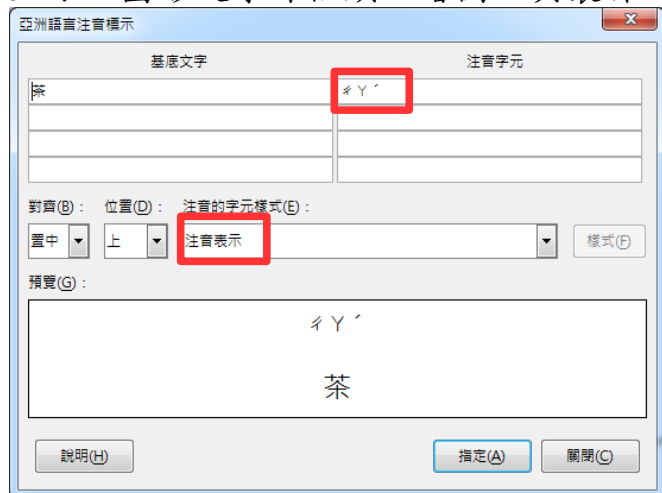 亞洲語言注音標示
基底文字 注音字元
茶 ㄔㄚˊ
對齊(B)： 位置(D)： 注音的字元樣式(E)：
置中 上 注音表示 樣式(F)
預覽(G)：
ㄔㄚˊ
茶
說明(H) 指定(A) 關閉(C)